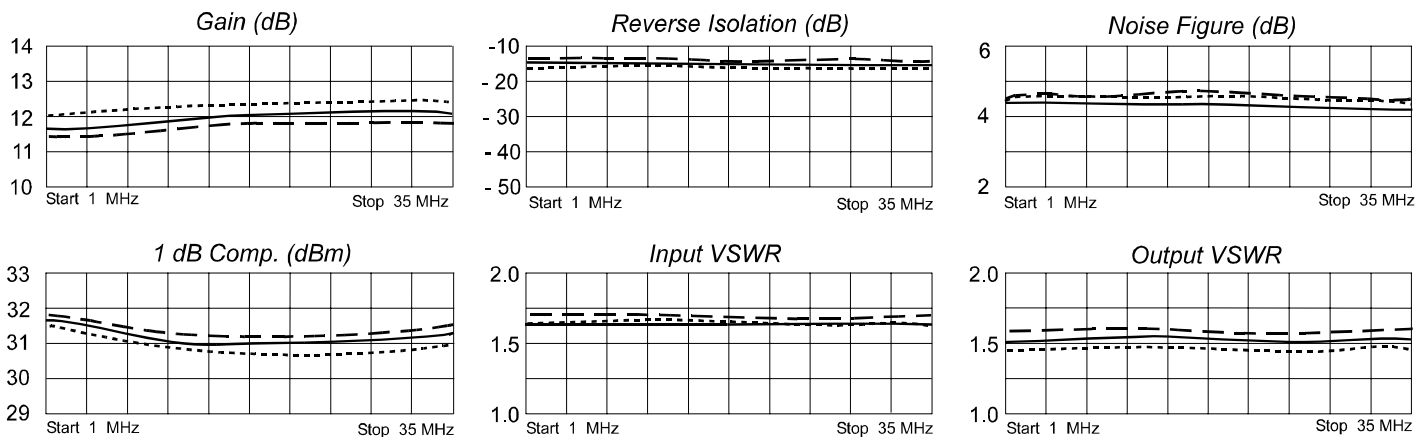 Gain (dB)
14
13
12
11
10
Start 1 MHz
Stop 35 MHz
Reverse Isolation (dB)
-10
- 20
- 30
- 40
- 50
Start 1 MHz
Stop 35 MHz
Noise Figure (dB)
6
4
2
Start 1 MHz
Stop 35 MHz
1 dB Comp. (dBm)
33
32
31
30
29
Start 1 MHz
Stop 35 MHz
Input VSWR
2.0
1.5
1.0
Start 1 MHz
Stop 35 MHz
Output VSWR
2.0
1.5
1.0
Start 1 MHz
Stop 35 MHz